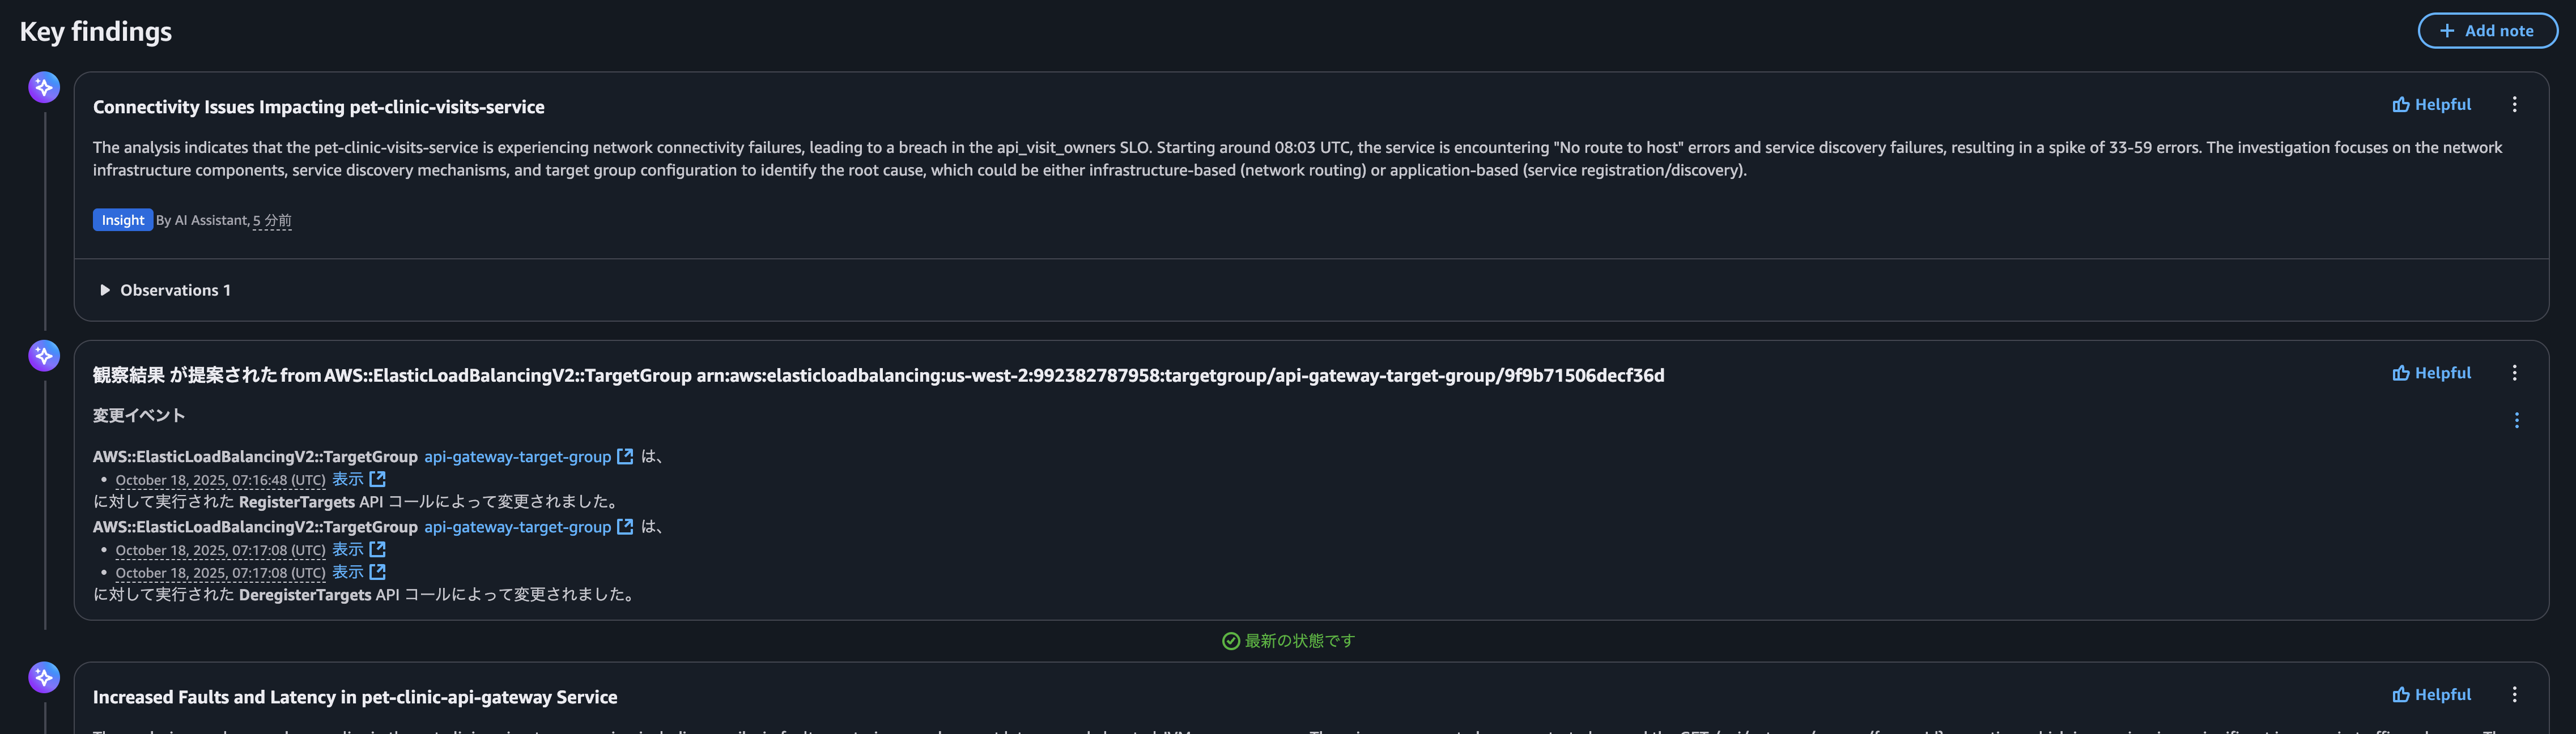 Key findings
Add note
Connectivity Issues Impacting pet-clinic-visits-service
Helpful
The analysis indicates that the pet-clinic-visits-service is experiencing network connectivity failures, leading to a breach in the api_visit_owners SLO. Starting around 08:03 UTC, the service is encountering "No route to host" errors and service discovery failures, resulting in a spike of 33-59 errors. The investigation focuses on the network
infrastructure components, service discovery mechanisms, and target group configuration to identify the root cause, which could be either infrastructure-based (network routing) or application-based (service registration/discovery).
Insight By AI Assistant, 5 分前
Observations 1
観察結果 が提案された from AWS::ElasticLoadBalancingV2::TargetGroup arn:aws:elasticloadbalancing:us-west-2:992382787958:targetgroup/api-gateway-target-group/9f9b71506decf36d
Helpful
変更イベント
AWS::ElasticLoadBalancingV2::TargetGroup api-gateway-target-group は、
• October 18, 2025, 07:16:48 (UTC) 表示
に対して実行された RegisterTargets API コールによって変更されました。
AWS::ElasticLoadBalancingV2::TargetGroup api-gateway-target-group は、
• October 18, 2025, 07:17:08 (UTC) 表示
• October 18, 2025, 07:17:08 (UTC) 表示
に対して実行された DeregisterTargets API コールによって変更されました。
最新の状態です
Increased Faults and Latency in pet-clinic-api-gateway Service
Helpful